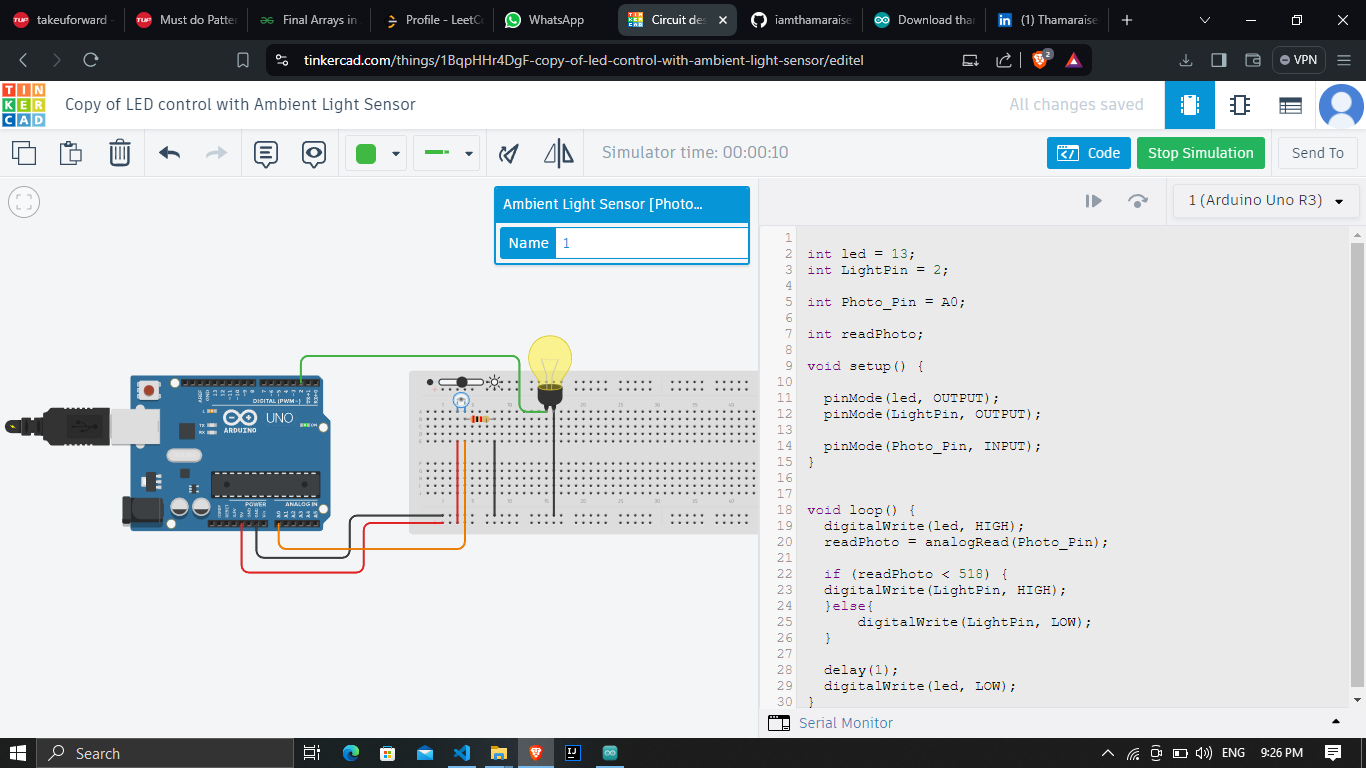 takeuforward
Must do Patter
Final Arrays in
Profile - LeetCo
WhatsApp
Circuit des
iamthamaraise
Download than
(1) Thamaraise
tinkercad.com/things/1BqpHHr4DgF-copy-of-led-control-with-ambient-light-sensor/editel
2
VPN
TIN
KER
CAD
Copy of LED control with Ambient Light Sensor
All changes saved
Simulator time: 00:00:10
Code
Stop Simulation
Send To
Ambient Light Sensor [Photo...
Name 1
1 (Arduino Uno R3)
DIGITAL (PWM ~)
ARDUINO
UNO
TX
RX
L
ON
POWER
ANALOG IN
1
2 int led = 13;
3 int LightPin = 2;
4
5 int Photo_Pin = A0;
6
7 int readPhoto;
8
9 void setup() {
10
11 pinMode(led, OUTPUT);
12 pinMode(LightPin, OUTPUT);
13
14 pinMode(Photo_Pin, INPUT);
15 }
16
17
18 void loop() {
19 digitalWrite(led, HIGH);
20 readPhoto = analogRead(Photo_Pin);
21
22 if (readPhoto < 518) {
23 digitalWrite(LightPin, HIGH);
24 }else{
25 digitalWrite(LightPin, LOW);
26 }
27
28 delay(1);
29 digitalWrite(led, LOW);
30 }
Serial Monitor
Search
ENG
9:26 PM